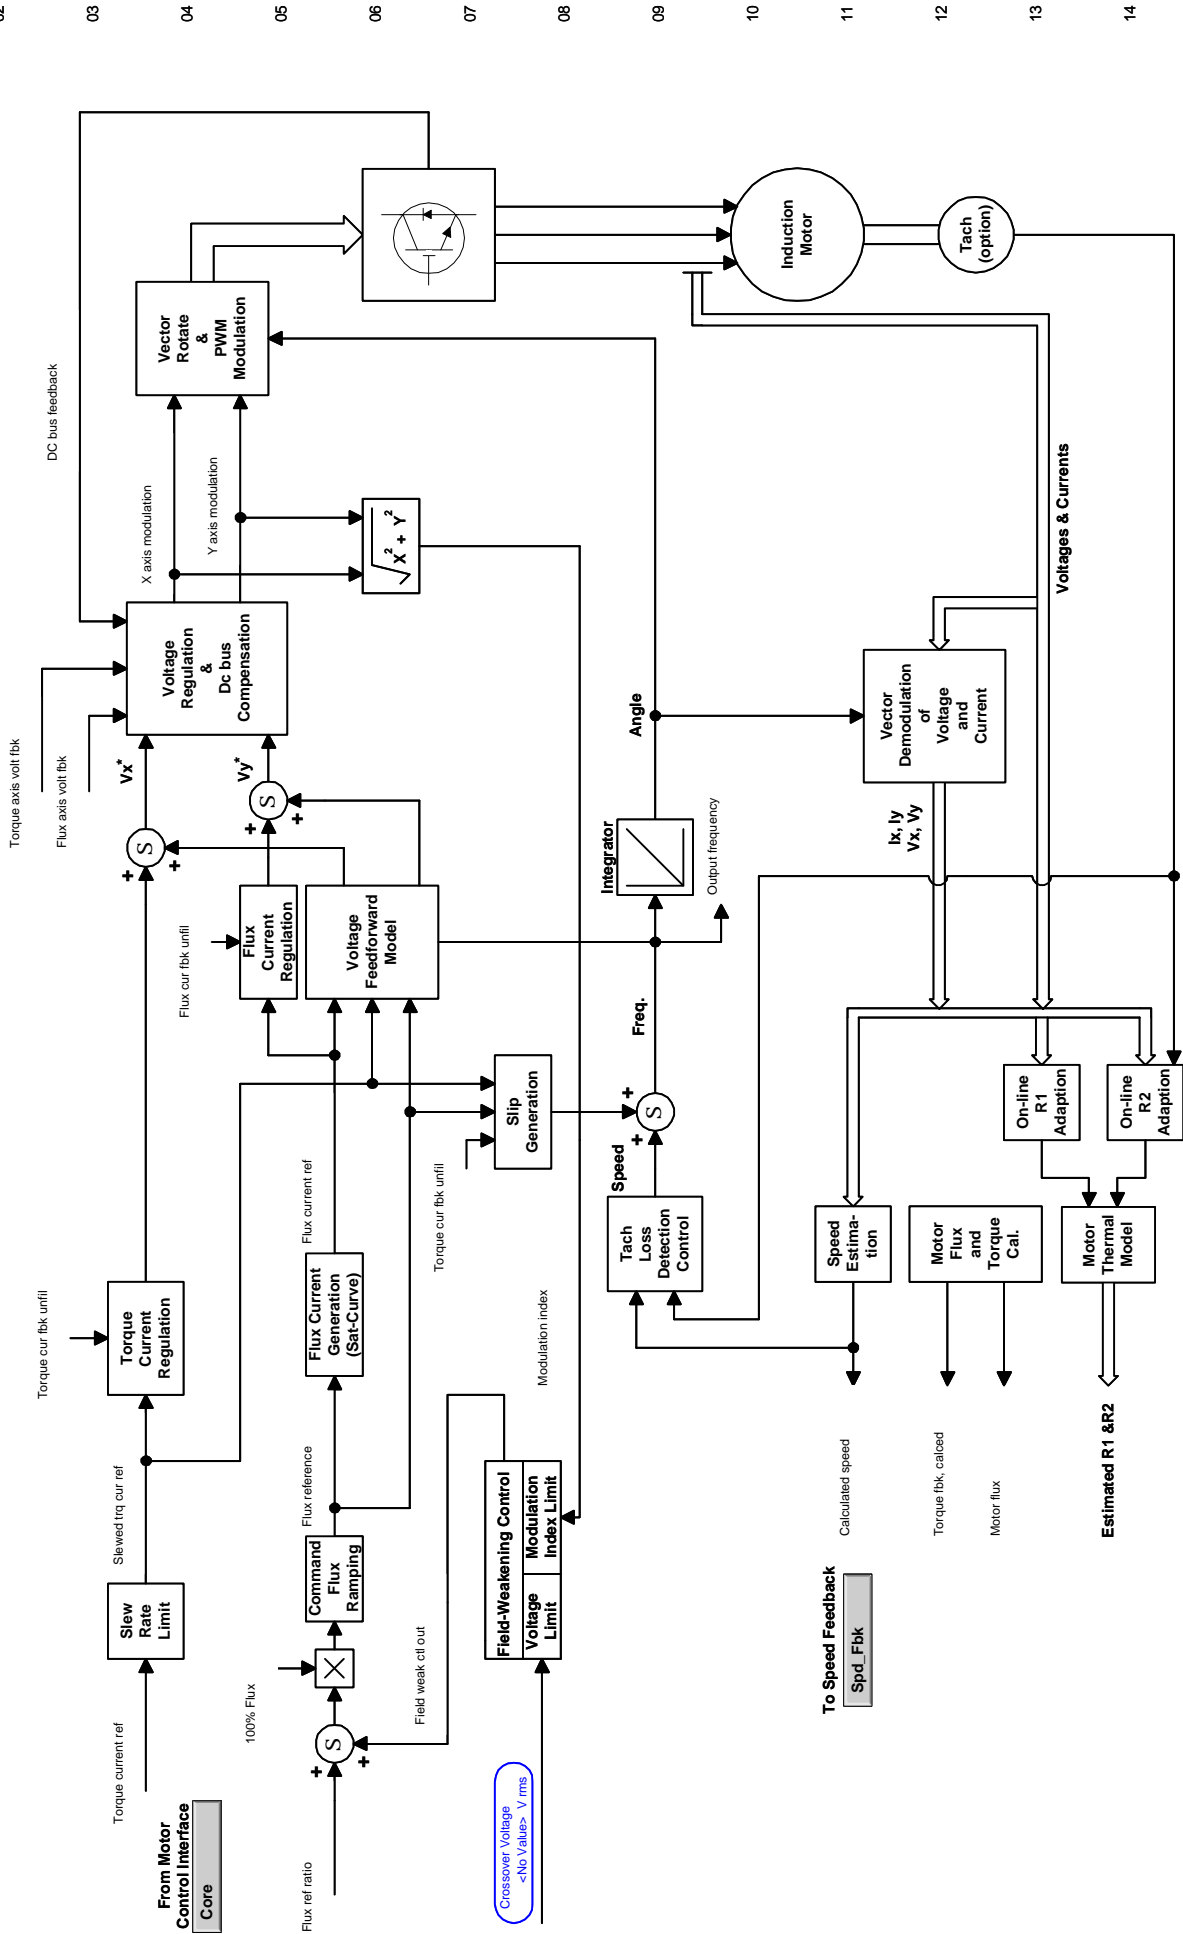 02
03
04
05
06
07
08
09
10
11
12
13
14
From Motor
Control Interface
Core
Torque current ref
Slew
Rate
Limit
Slewed trq cur ref
Torque cur fbk unfil
Torque
Current
Regulation
+
S
+
Vx*
Torque axis volt fbk
Flux axis volt fbk
Voltage
Regulation
&
Dc bus
Compensation
DC bus feedback
X axis modulation
Y axis modulation
Vector
Rotate
&
PWM
Modulation
Flux ref ratio
+
S
+
100% Flux
Command
Flux
Ramping
Flux reference
Flux Current
Generation
(Sat-Curve)
Flux current ref
Flux cur fbk unfil
Flux
Current
Regulation
Voltage
Feedforward
Model
+
S
+
Vy*
√X² + Y²
Field weak ctl out
Crossover Voltage
<No Value> V rms
Field-Weakening Control
Voltage
Limit
Modulation
Index Limit
Modulation index
Torque cur fbk unfil
Slip
Generation
Tach
Loss
Detection
Control
Speed
+
S
+
Freq.
Integrator
Output frequency
Angle
Induction
Motor
Tach
(option)
Voltages & Currents
Vector
Demodulation
of
Voltage
and
Current
Ix, Iy
Vx, Vy
To Speed Feedback
Spd_Fbk
Calculated speed
Speed
Estima-
tion
Torque fbk, calced
Motor flux
Motor
Flux
and
Torque
Cal.
Estimated R1 &R2
Motor
Thermal
Model
On-line
R1
Adaption
On-line
R2
Adaption